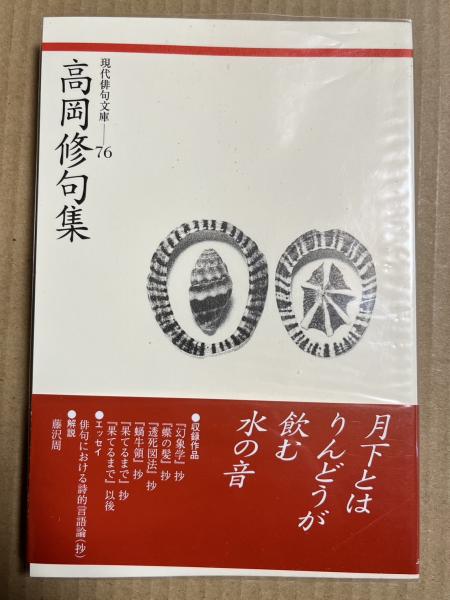 現代俳句文庫―76
高岡修句集
月下とは
りんどうが
飲む
水の音
●収録作品
『幻象学』抄
『蝶の髪』抄
『透死図法』抄
『蝸牛領』抄
『果てるまで』抄
『果てるまで』以後
●エッセイ
俳句における詩的言語論(抄)
●解説
藤沢周